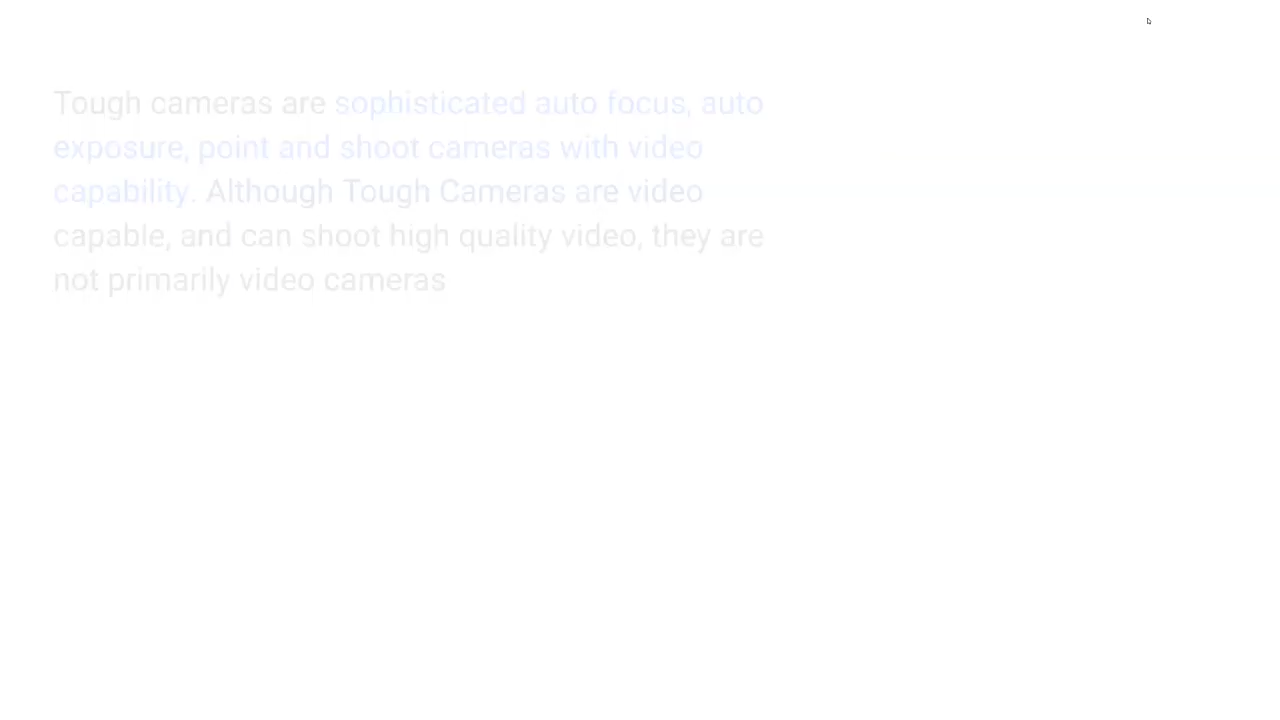 Tough cameras are sophisticated auto focus, auto
exposure, point and shoot cameras with video
capability. Although Tough Cameras are video
capable, and can shoot high quality video, they are
not primarily video cameras